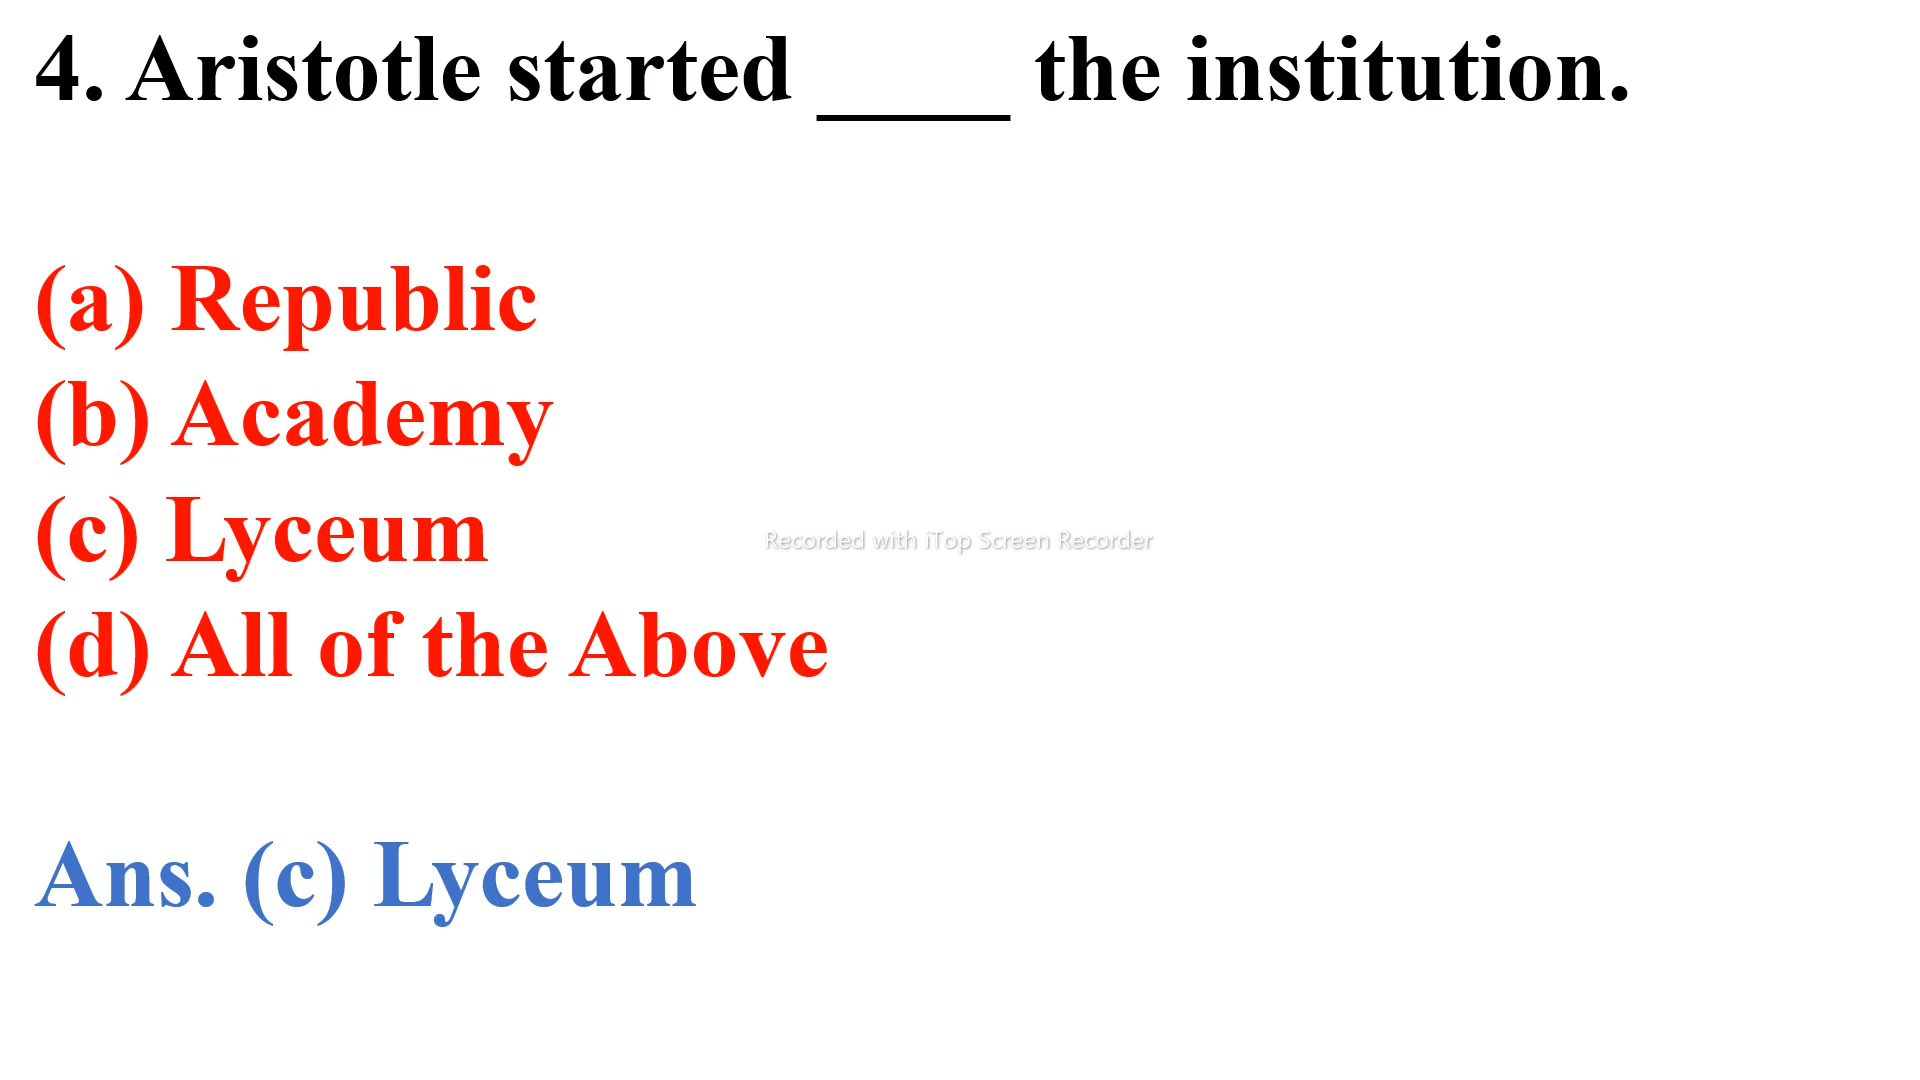 4. Aristotle started ____ the institution.
(a) Republic
(b) Academy
(c) Lyceum
Recorded with iTop Screen Recorder
(d) All of the Above
Ans. (c) Lyceum